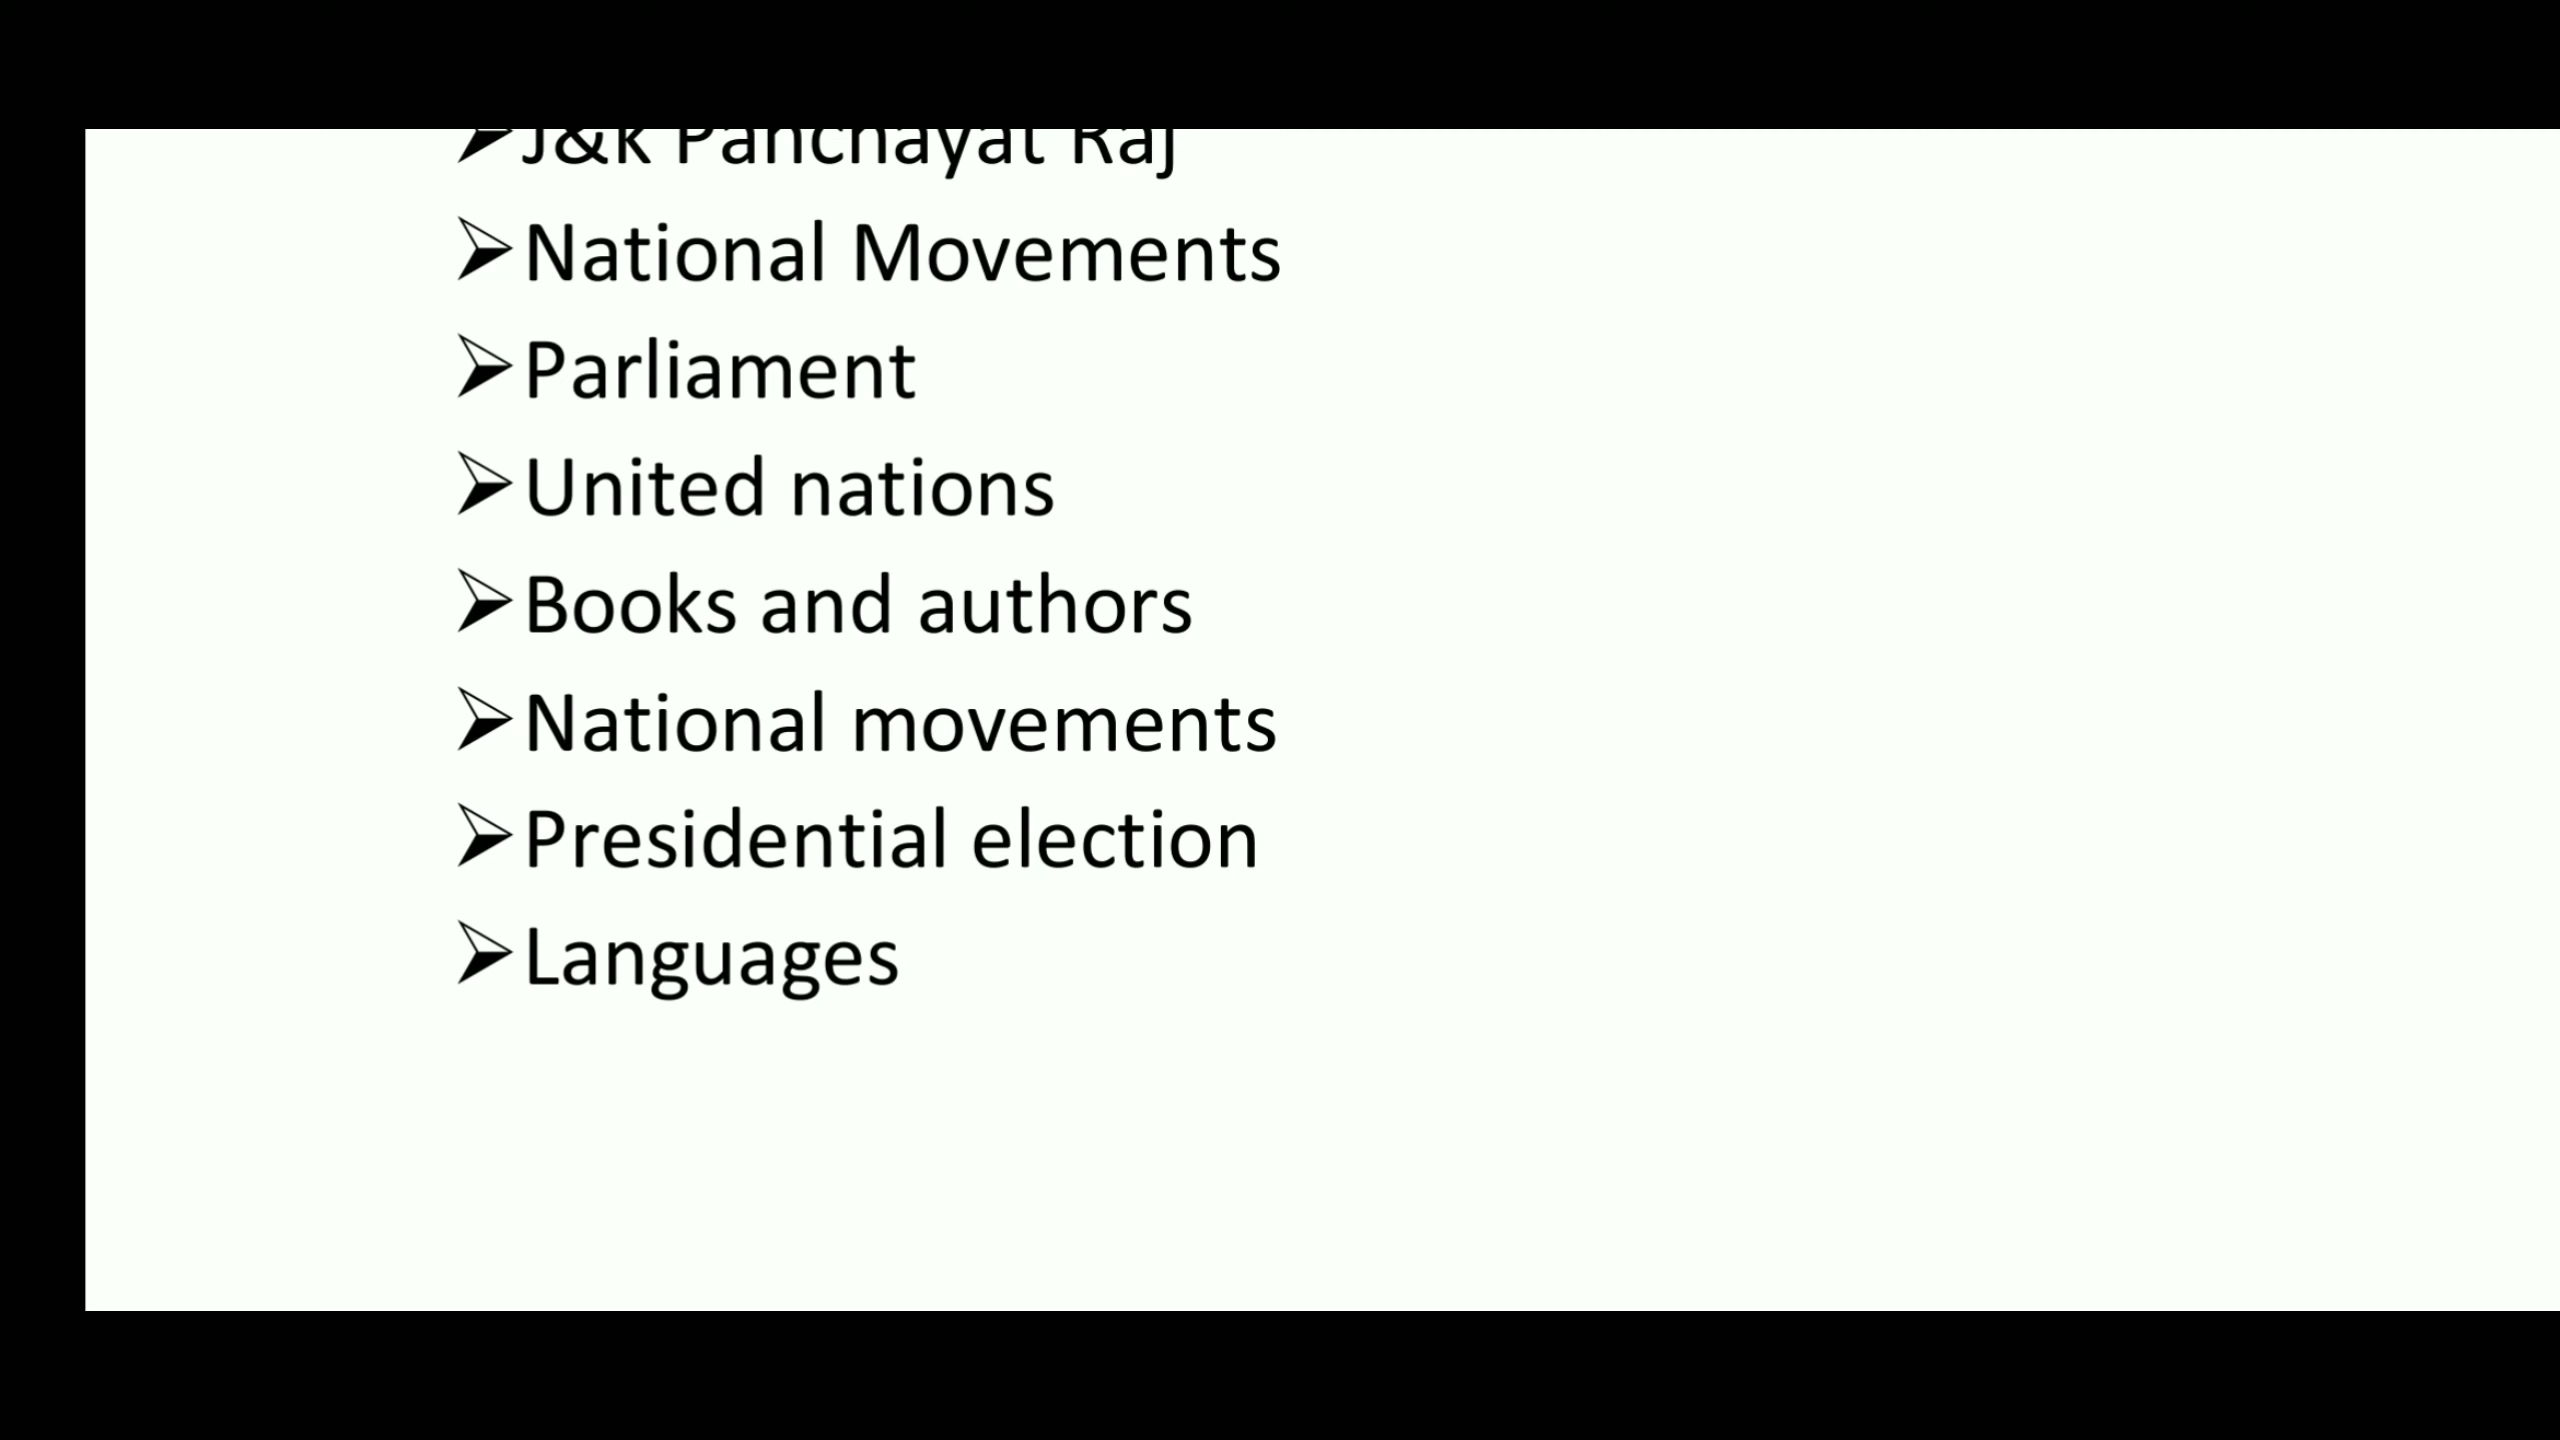 ➢J&k Panchayat Raj
➢National Movements
➢Parliament
➢United nations
➢Books and authors
➢National movements
➢Presidential election
➢Languages